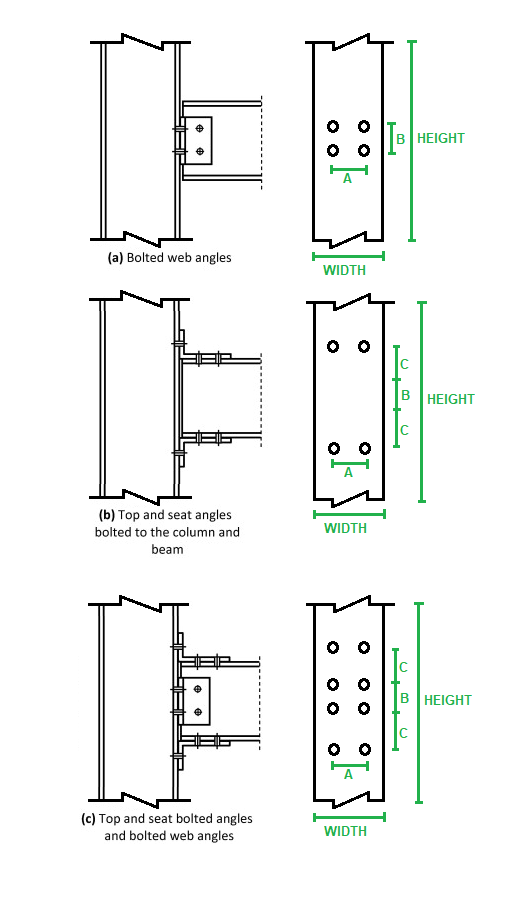 B HEIGHT
A
(a) Bolted web angles
WIDTH
C
B HEIGHT
C
A
(b) Top and seat angles
bolted to the column and
beam
WIDTH
C
B HEIGHT
C
A
(c) Top and seat bolted angles
and bolted web angles
WIDTH